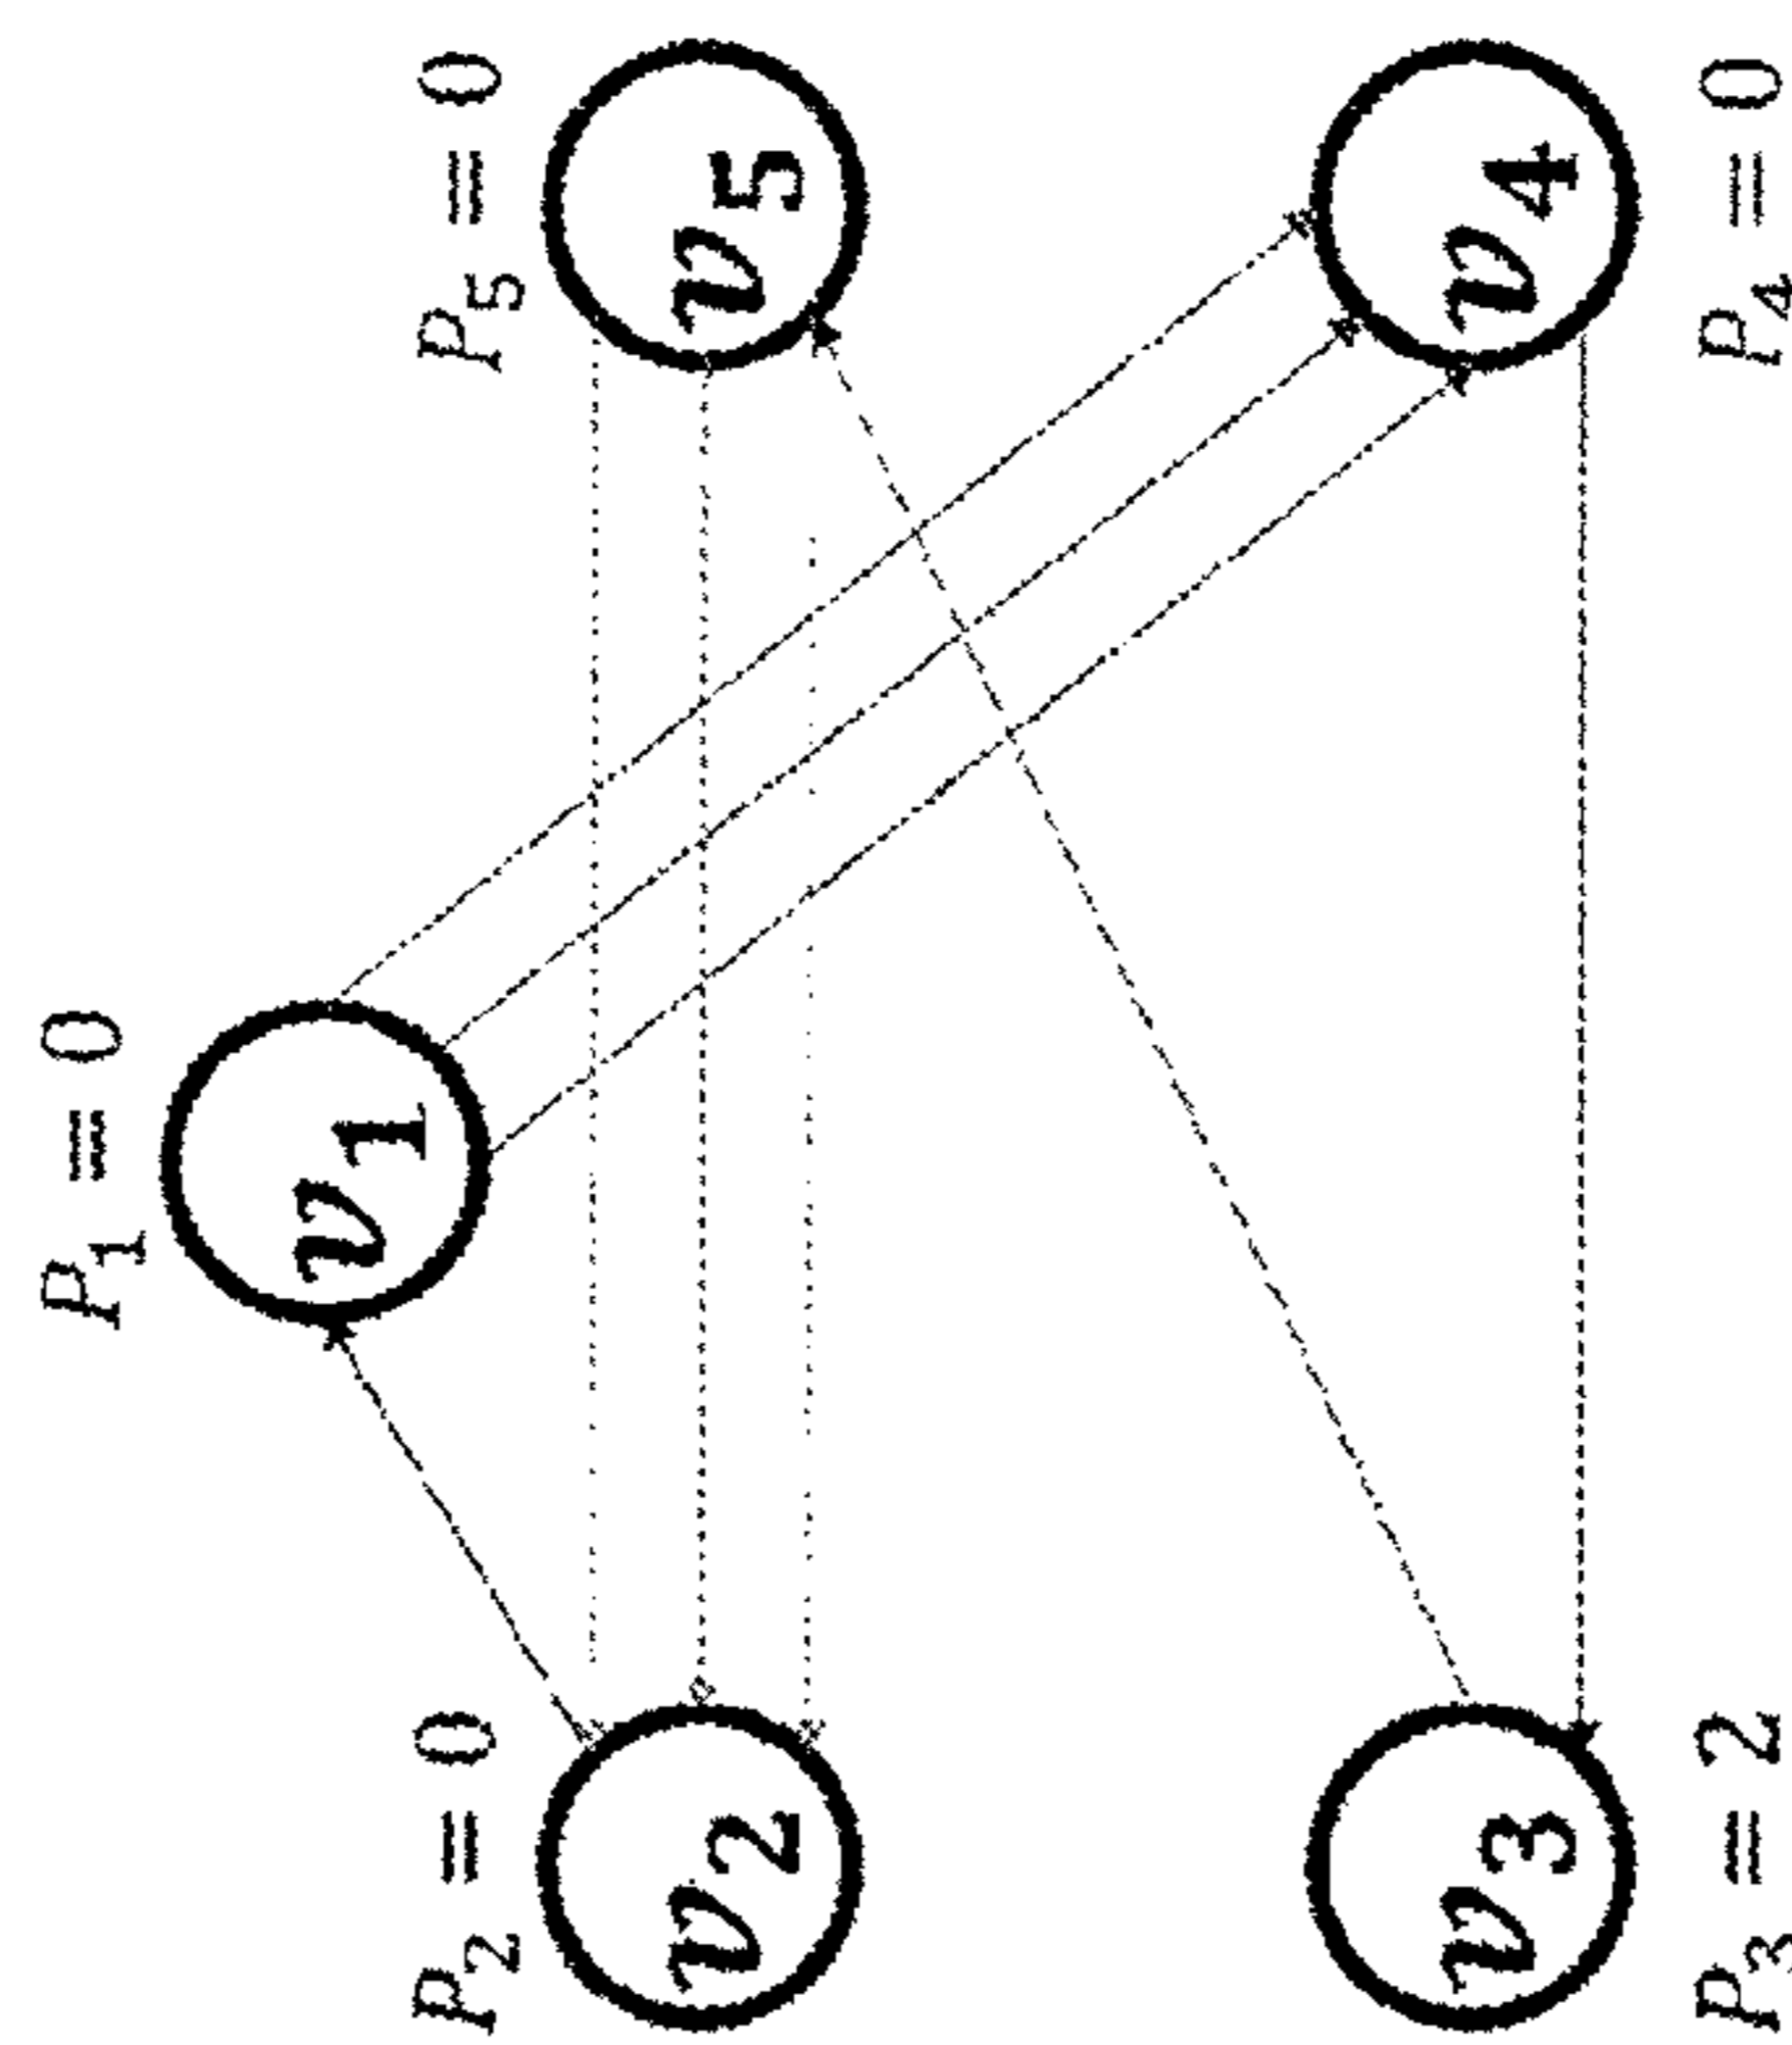 P1 = 0
v1
P2 = 0
v2
P5 = 0
v5
v3
P3 = 2
v4
P4 = 0